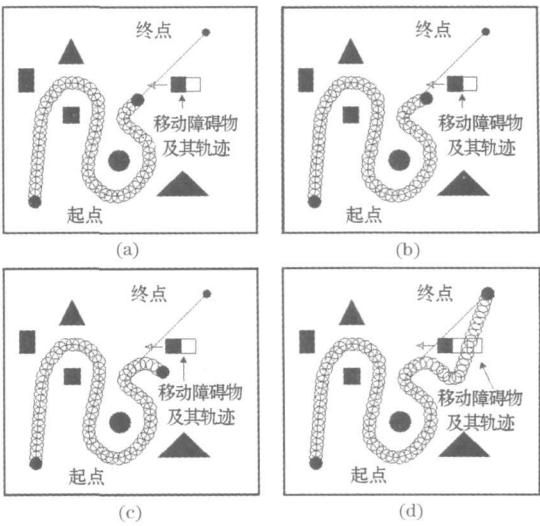 终点
移动障碍物
及其轨迹
起点
(a)
终点
移动障碍物
及其轨迹
起点
(b)
终点
移动障碍物
及其轨迹
起点
(c)
终点
移动障碍物
及其轨迹
起点
(d)